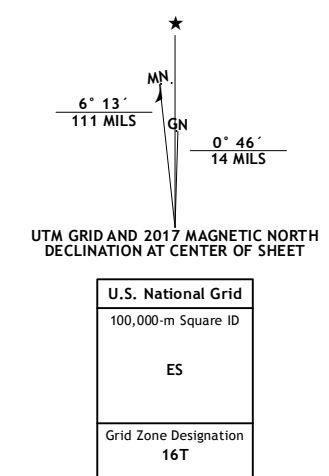 MN.
6° 13´
111 MILS
GN
0° 46´
14 MILS
UTM GRID AND 2017 MAGNETIC NORTH
DECLINATION AT CENTER OF SHEET
U.S. National Grid
100,000-m Square ID
ES
Grid Zone Designation
16T